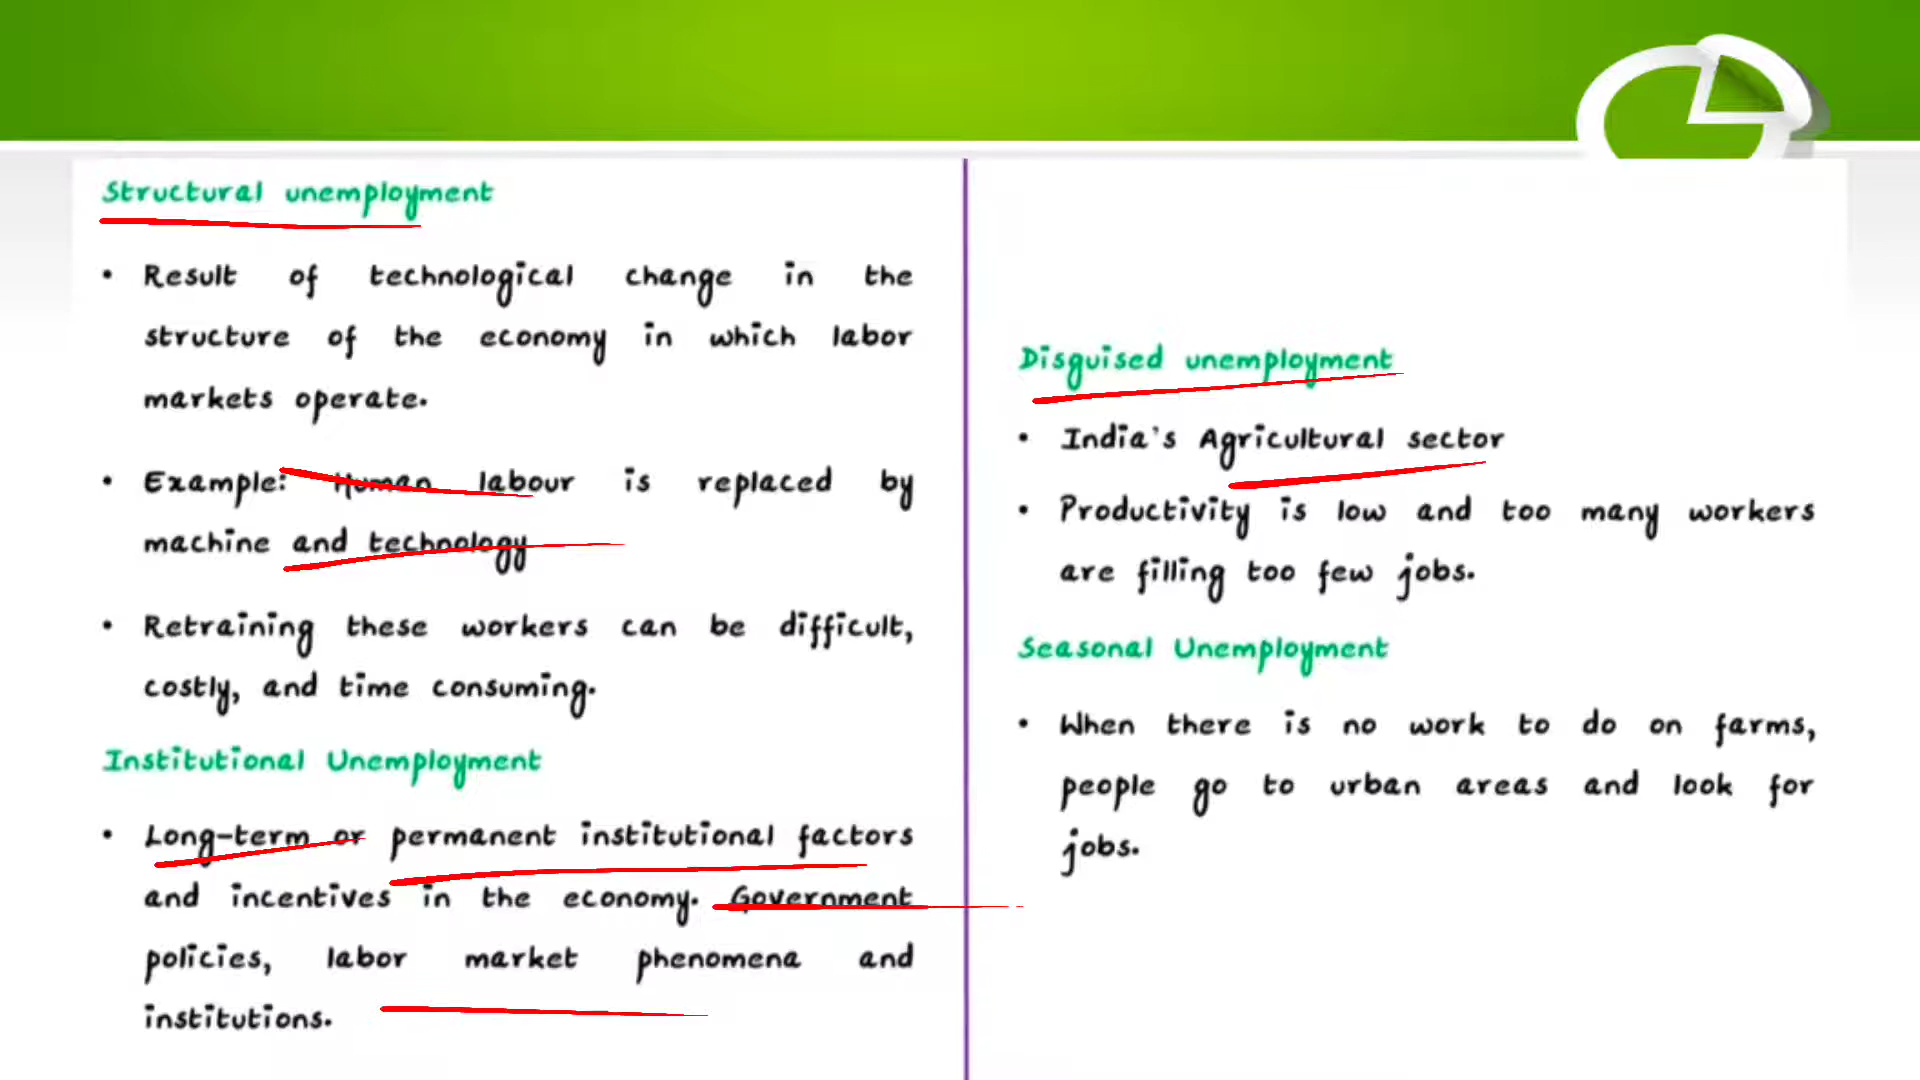 Structural unemployment
• Result of technological change in the
structure of the economy in which labor
markets operate.
• Example: Human labour is replaced by
machine and technology
• Retraining these workers can be difficult,
costly, and time consuming.
Institutional Unemployment
• Long-term or permanent institutional factors
and incentives in the economy. Government
policies, labor market phenomena and
institutions.
Disguised unemployment
• India's Agricultural sector
• Productivity is low and too many workers
are filling too few jobs.
Seasonal Unemployment
• When there is no work to do on farms,
people go to urban areas and look for
jobs.